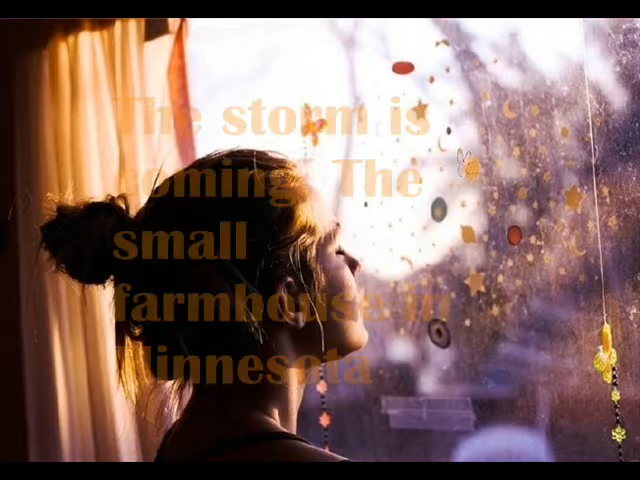 The storm is
coming. The
small
farmhouse in
Minnesota